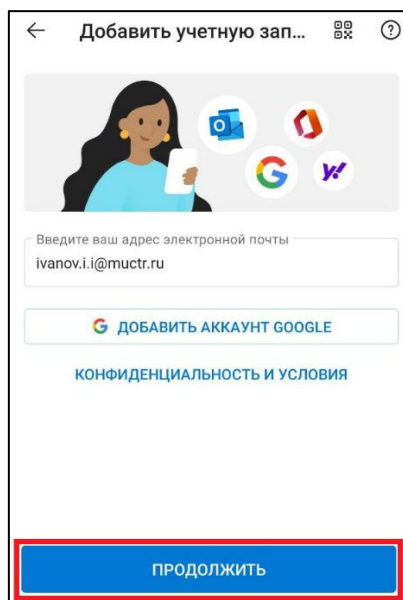 Добавить учетную зап...
Введите ваш адрес электронной почты
ivanov.i.i@muctr.ru
ДОБАВИТЬ АККАУНТ GOOGLE
КОНФИДЕНЦИАЛЬНОСТЬ И УСЛОВИЯ
ПРОДОЛЖИТЬ